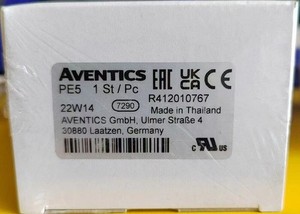 AVENTICS EAC UK CA CE
PE5 1 St / Pc R412010767
22W14 7290 Made in Thailand
AVENTICS GmbH, Ulmer Straße 4
30880 Laatzen, Germany
c UR us